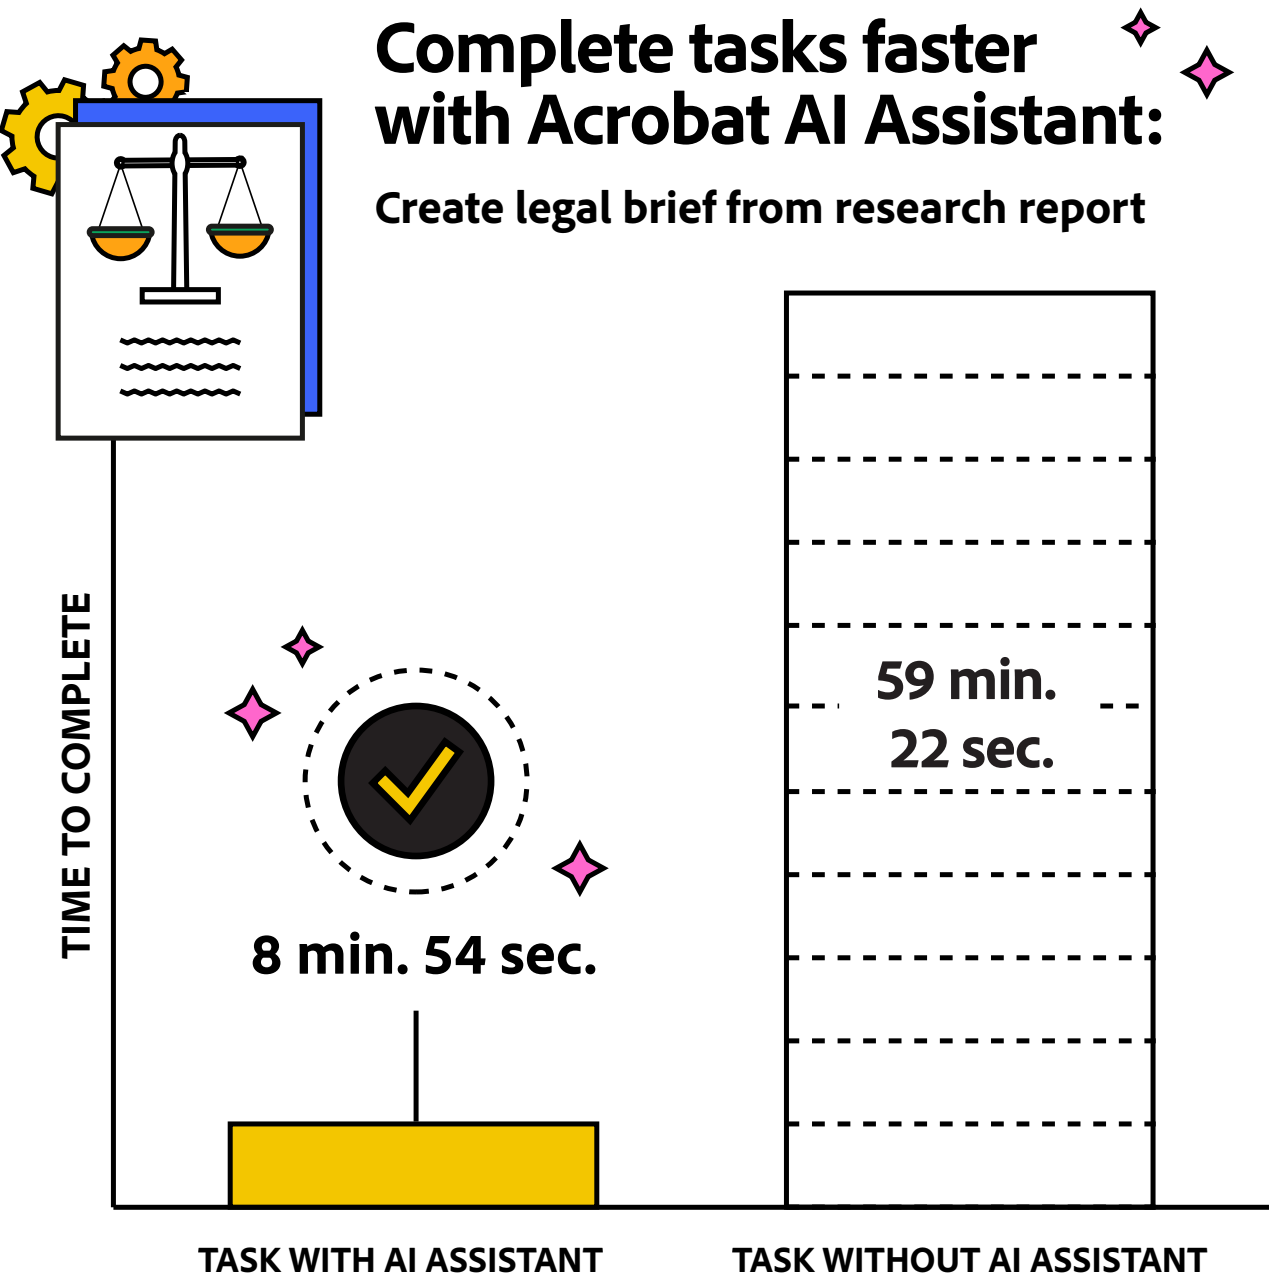 Complete tasks faster
with Acrobat AI Assistant:
Create legal brief from research report
TIME TO COMPLETE
59 min.
22 sec.
8 min. 54 sec.
TASK WITH AI ASSISTANT
TASK WITHOUT AI ASSISTANT